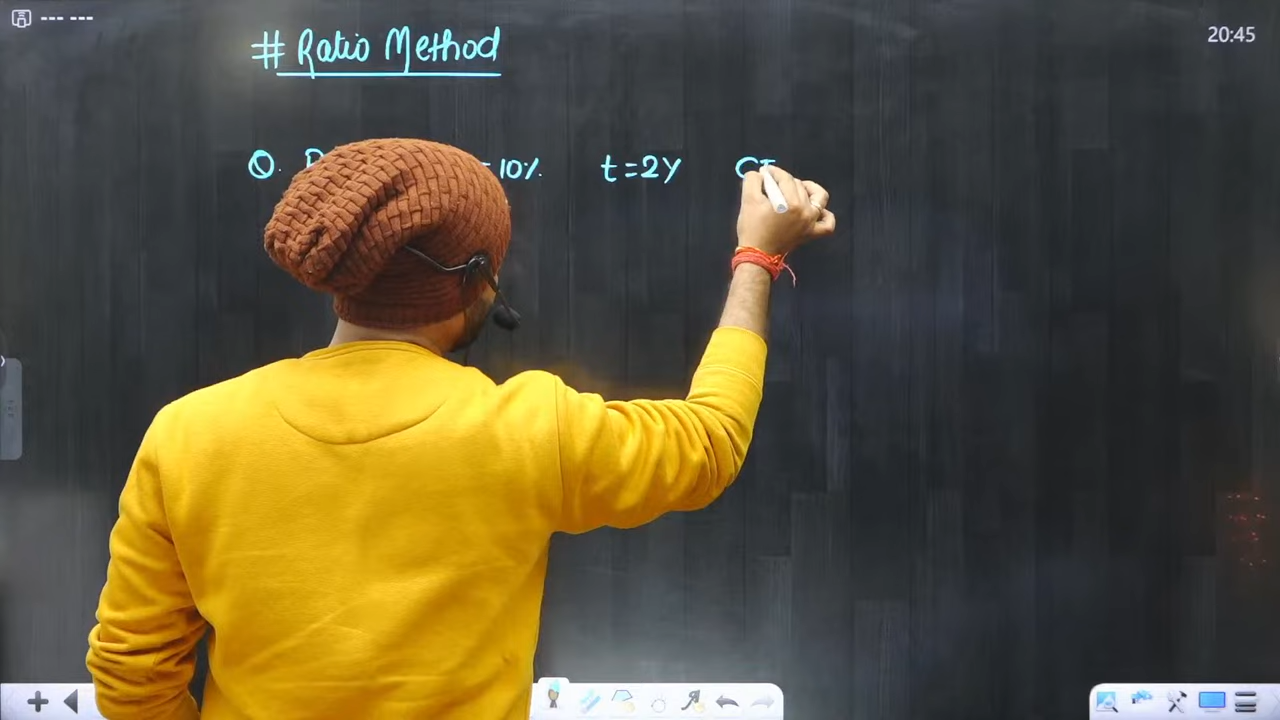 # Ratio Method
20:45
Q. = 10% t = 2Y